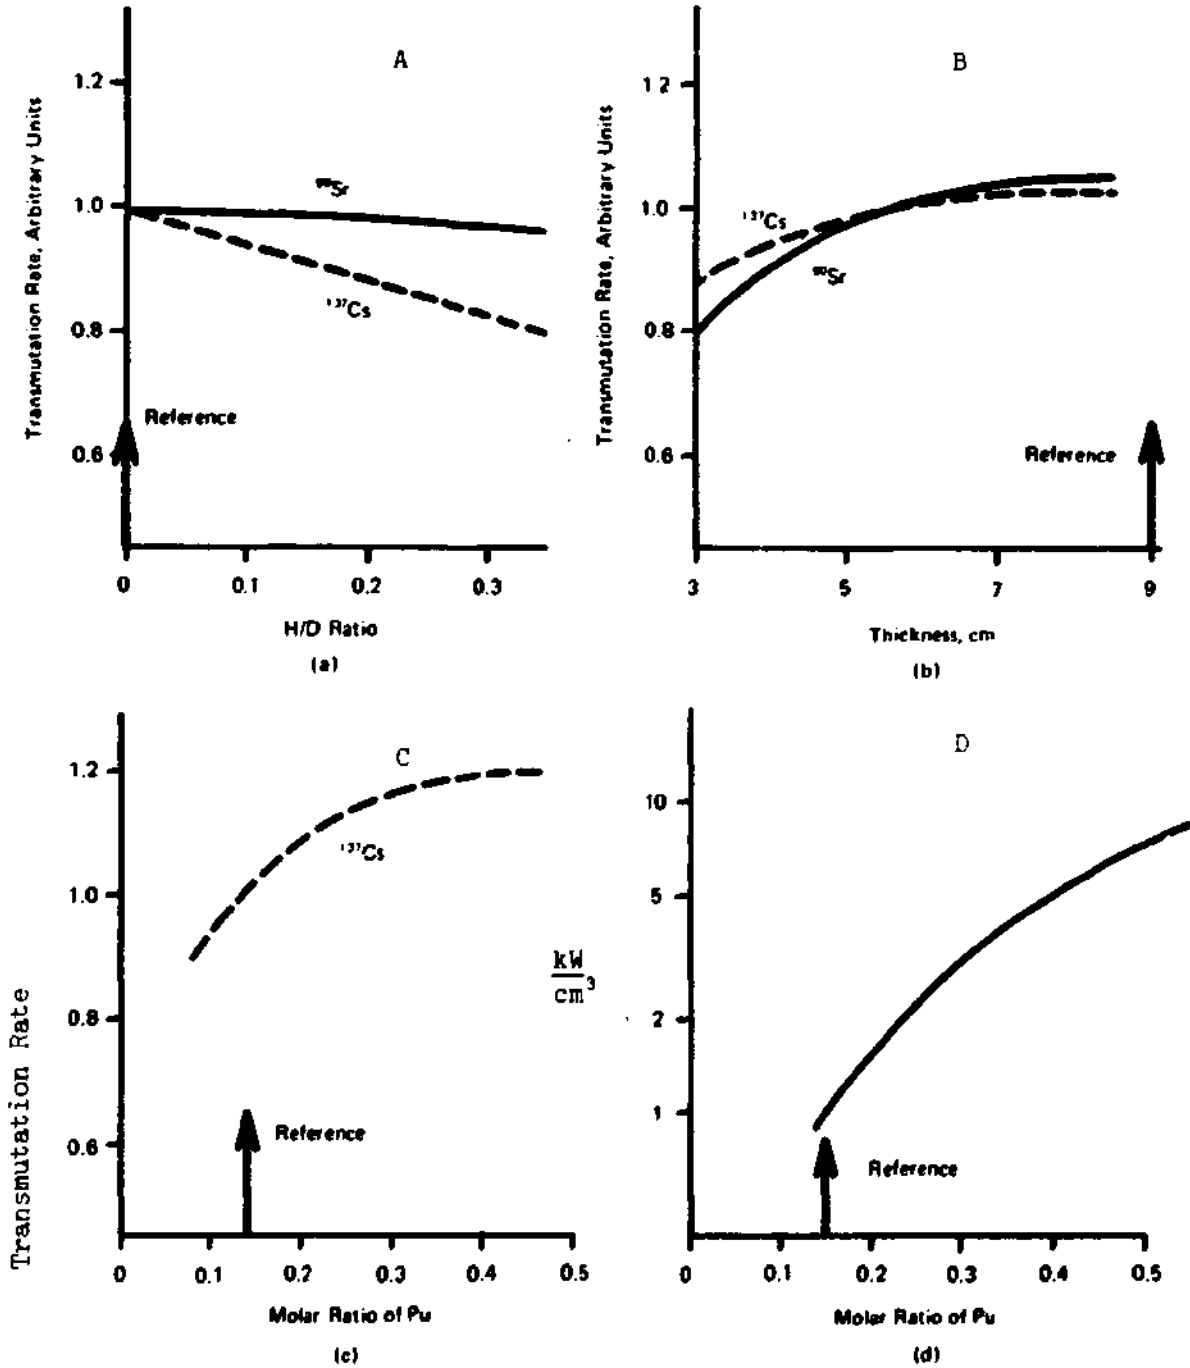 A
Transmutation Rate, Arbitrary Units
1.2
1.0
0.8
0.6
⁹⁰Sr
¹³⁷Cs
Reference
0
0.1
0.2
0.3
H/D Ratio
(a)
B
Transmutation Rate, Arbitrary Units
1.2
1.0
0.8
0.6
¹³⁷Cs
⁹⁰Sr
Reference
3
5
7
9
Thickness, cm
(b)
C
Transmutation Rate
1.2
1.0
0.8
0.6
¹³⁷Cs
Reference
0
0.1
0.2
0.3
0.4
0.5
Molar Ratio of Pu
(c)
D
kW
cm³
10
5
2
1
Reference
0
0.1
0.2
0.3
0.4
0.5
Molar Ratio of Pu
(d)